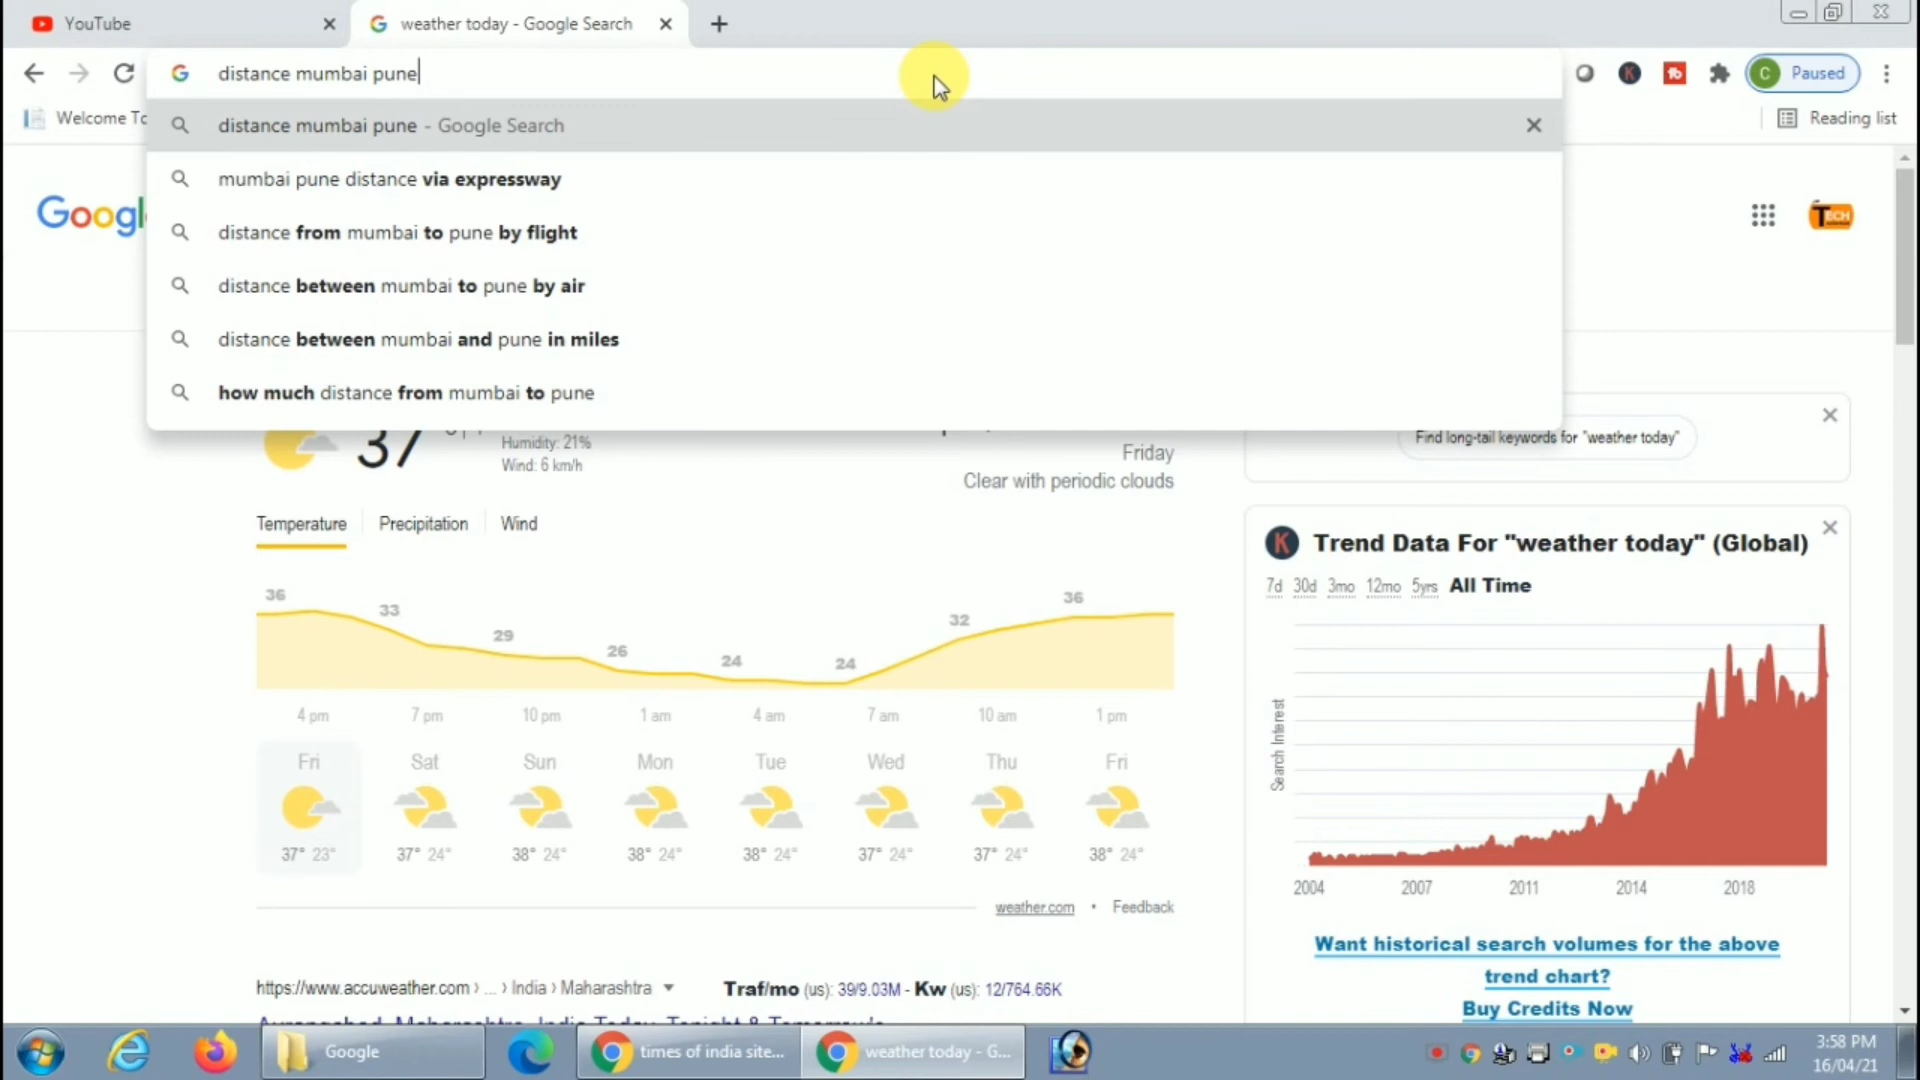 YouTube
weather today - Google Search
distance mumbai pune
C Paused
Welcome To
Reading list
distance mumbai pune - Google Search
mumbai pune distance via expressway
distance from mumbai to pune by flight
distance between mumbai to pune by air
distance between mumbai and pune in miles
how much distance from mumbai to pune
Googl
TECH
37
Humidity: 21%
Wind: 6 km/h
Friday
Clear with periodic clouds
Find long-tail keywords for "weather today"
Temperature Precipitation Wind
36 33 29 26 24 24 32 36
4 pm 7 pm 10 pm 1 am 4 am 7 am 10 am 1 pm
Fri Sat Sun Mon Tue Wed Thu Fri
37° 23° 37° 24° 38° 24° 38° 24° 38° 24° 37° 24° 37° 24° 38° 24°
weather.com • Feedback
K Trend Data For "weather today" (Global)
7d 30d 3mo 12mo 5yrs All Time
Search Interest
2004 2007 2011 2014 2018
Want historical search volumes for the above
trend chart?
Buy Credits Now
https://www.accuweather.com › ... › India › Maharashtra
Traf/mo (us): 39/9.03M - Kw (us): 12/764.66K
Aurangabad, Maharashtra, India Today, Tonight & Tomorrow's
Google
times of india site...
weather today - G...
3:58 PM
16/04/21